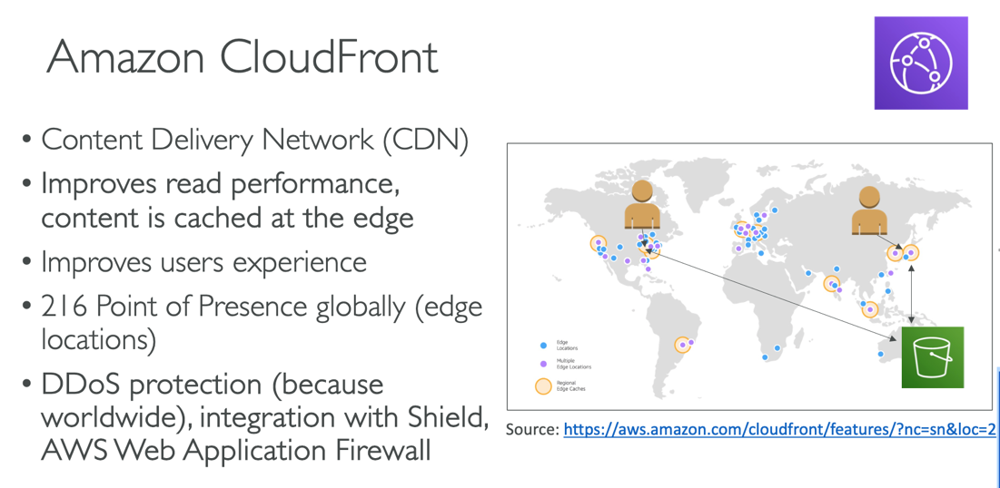 Amazon CloudFront
• Content Delivery Network (CDN)
• Improves read performance,
content is cached at the edge
• Improves users experience
• 216 Point of Presence globally (edge
locations)
• DDoS protection (because
worldwide), integration with Shield,
AWS Web Application Firewall
Edge
Locations
Multiple
Edge Locations
Regional
Edge Caches
Source: https://aws.amazon.com/cloudfront/features/?nc=sn&loc=2